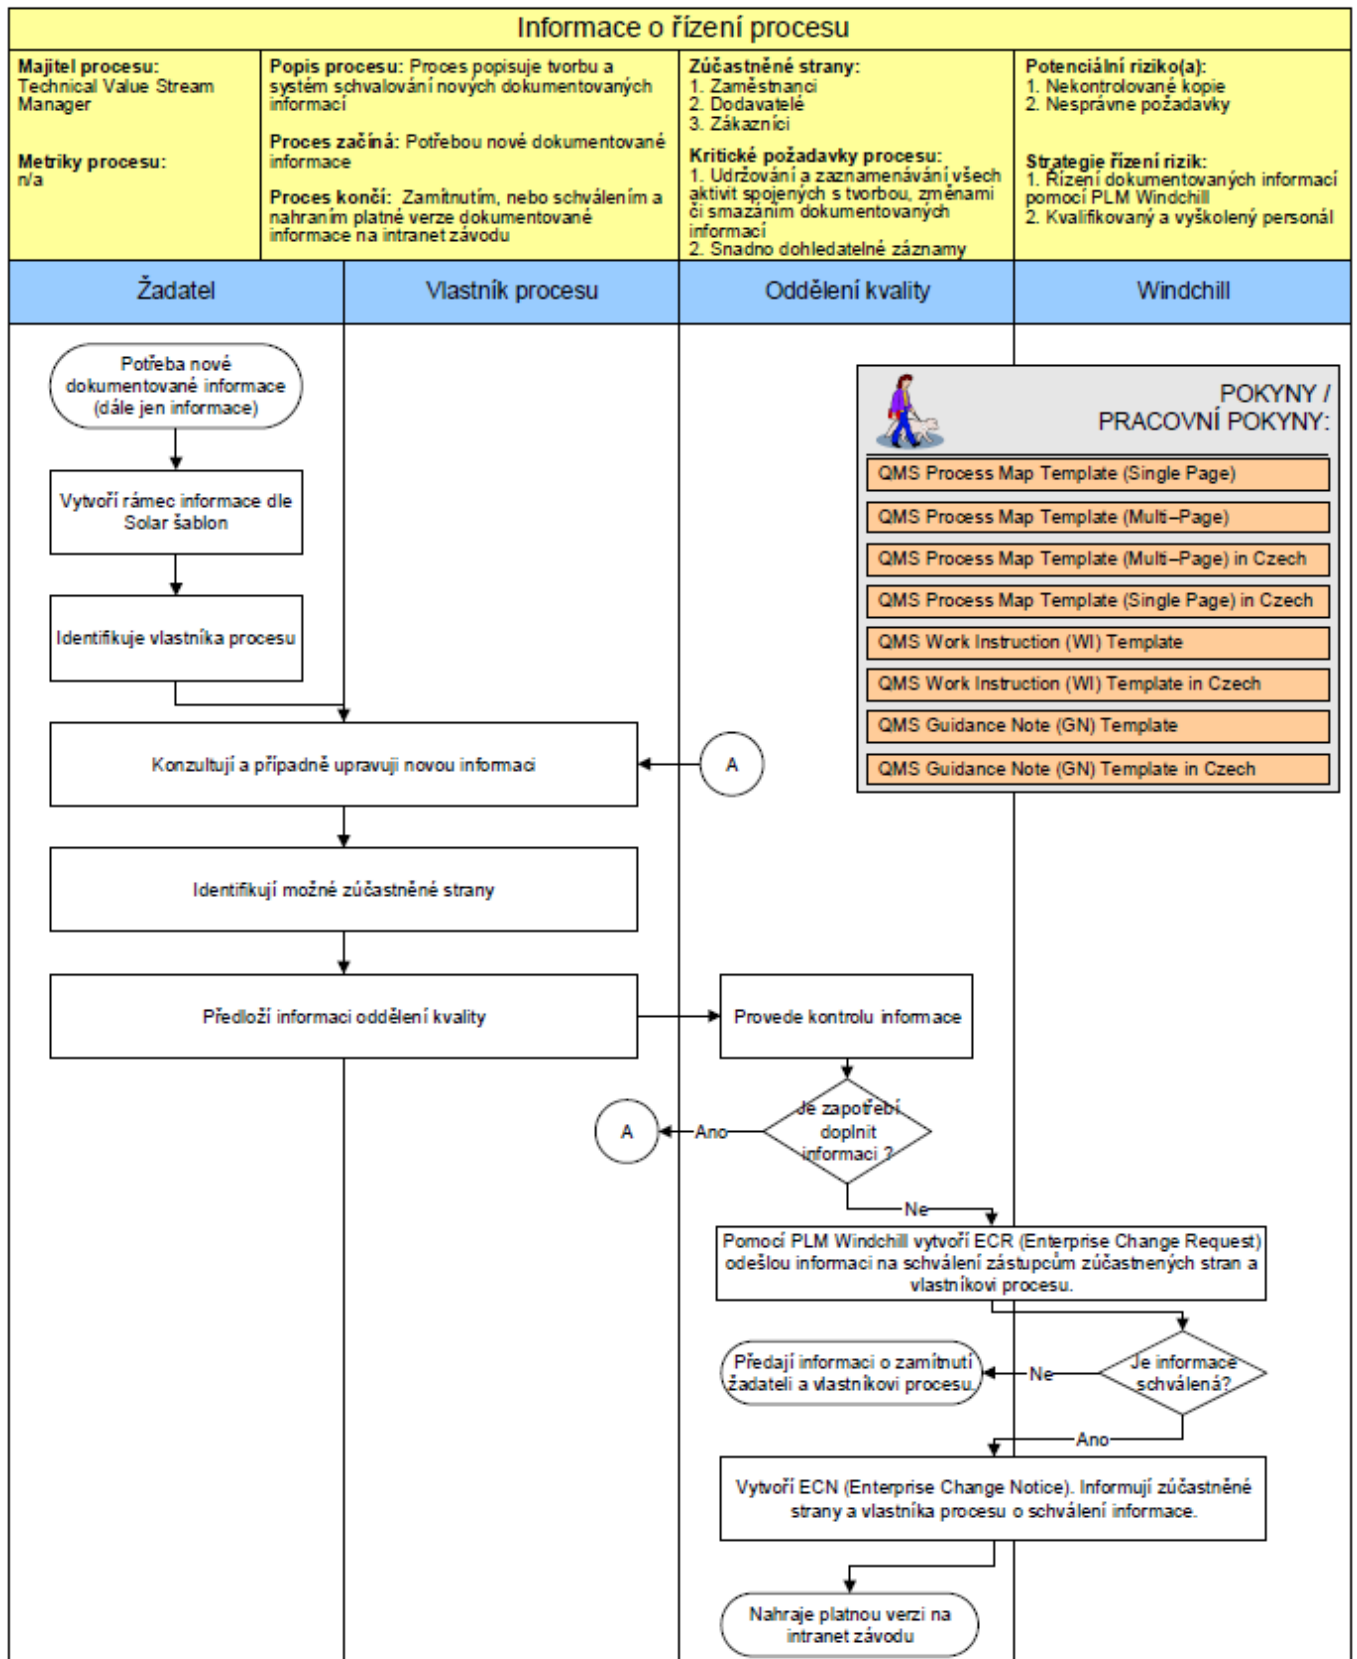 Informace o řízení procesu
Majitel procesu:
Technical Value Stream
Manager
Metriky procesu:
n/a
Popis procesu: Proces popisuje tvorbu a
systém schvalování nových dokumentovaných
informací
Proces začíná: Potřebou nové dokumentované
informace
Proces končí: Zamítnutím, nebo schválením a
nahraním platné verze dokumentované
informace na intranet závodu
Zúčastněné strany:
1. Zaměstnanci
2. Dodavatelé
3. Zákazníci
Kritické požadavky procesu:
1. Udržování a zaznamenávání všech
aktivit spojených s tvorbou, změnami
či smazáním dokumentovaných
informací
2. Snadno dohledatelné záznamy
Potenciální riziko(a):
1. Nekontrolované kopie
2. Nesprávne požadavky
Strategie řízení rizik:
1. Řízení dokumentovaných informací
pomocí PLM Windchill
2. Kvalifikovaný a vyškolený personál
Žadatel
Vlastník procesu
Oddělení kvality
Windchill
Potřeba nové
dokumentované informace
(dále jen informace)
POKYNY /
PRACOVNÍ POKYNY:
QMS Process Map Template (Single Page)
QMS Process Map Template (Multi–Page)
QMS Process Map Template (Multi–Page) in Czech
QMS Process Map Template (Single Page) in Czech
QMS Work Instruction (WI) Template
QMS Work Instruction (WI) Template in Czech
QMS Guidance Note (GN) Template
QMS Guidance Note (GN) Template in Czech
Vytvoří rámec informace dle
Solar šablon
Identifikuje vlastníka procesu
Konzultují a případně upravuji novou informaci
A
Identifikují možné zúčastněné strany
Předloží informaci oddělení kvality
Provede kontrolu informace
Je zapotřebí
doplnit
informaci ?
Ano
A
Ne
Pomocí PLM Windchill vytvoří ECR (Enterprise Change Request)
odešlou informaci na schválení zástupcům zúčastnených stran a
vlastníkovi procesu.
Je informace
schválená?
Ne
Předají informaci o zamítnutí
žadateli a vlastníkovi procesu.
Ano
Vytvoří ECN (Enterprise Change Notice). Informují zúčastněné
strany a vlastníka procesu o schválení informace.
Nahraje platnou verzi na
intranet závodu